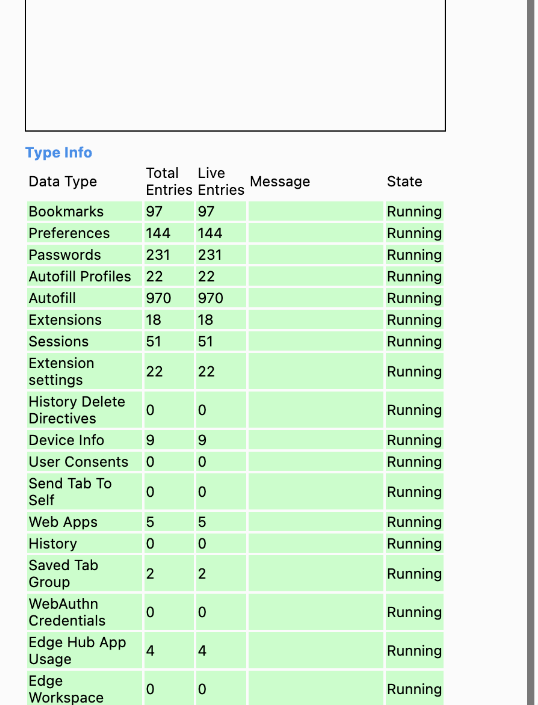 Type Info
Data Type Total Entries Live Entries Message State
Bookmarks 97 97 Running
Preferences 144 144 Running
Passwords 231 231 Running
Autofill Profiles 22 22 Running
Autofill 970 970 Running
Extensions 18 18 Running
Sessions 51 51 Running
Extension settings 22 22 Running
History Delete Directives 0 0 Running
Device Info 9 9 Running
User Consents 0 0 Running
Send Tab To Self 0 0 Running
Web Apps 5 5 Running
History 0 0 Running
Saved Tab Group 2 2 Running
WebAuthn Credentials 0 0 Running
Edge Hub App Usage 4 4 Running
Edge Workspace 0 0 Running